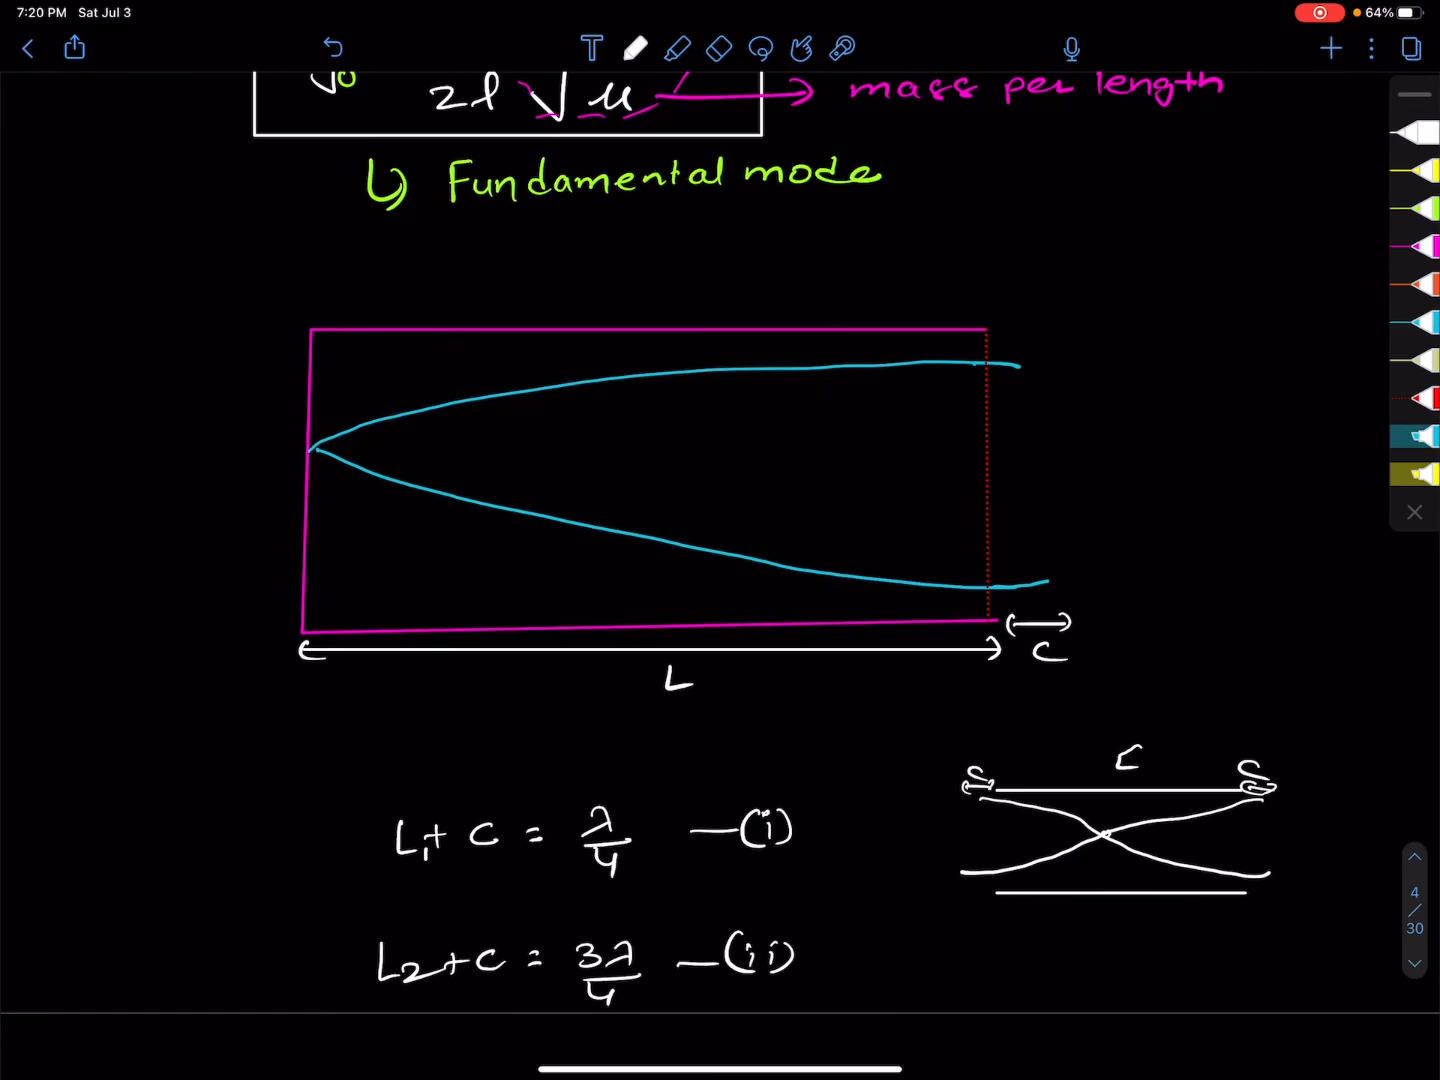 7:20 PM Sat Jul 3
64%
2l √μ → mass per length
↳ Fundamental mode
L
C
L₁ + C = λ/4 —(i)
L₂ + C = 3λ/4 —(ii)
4
/
30